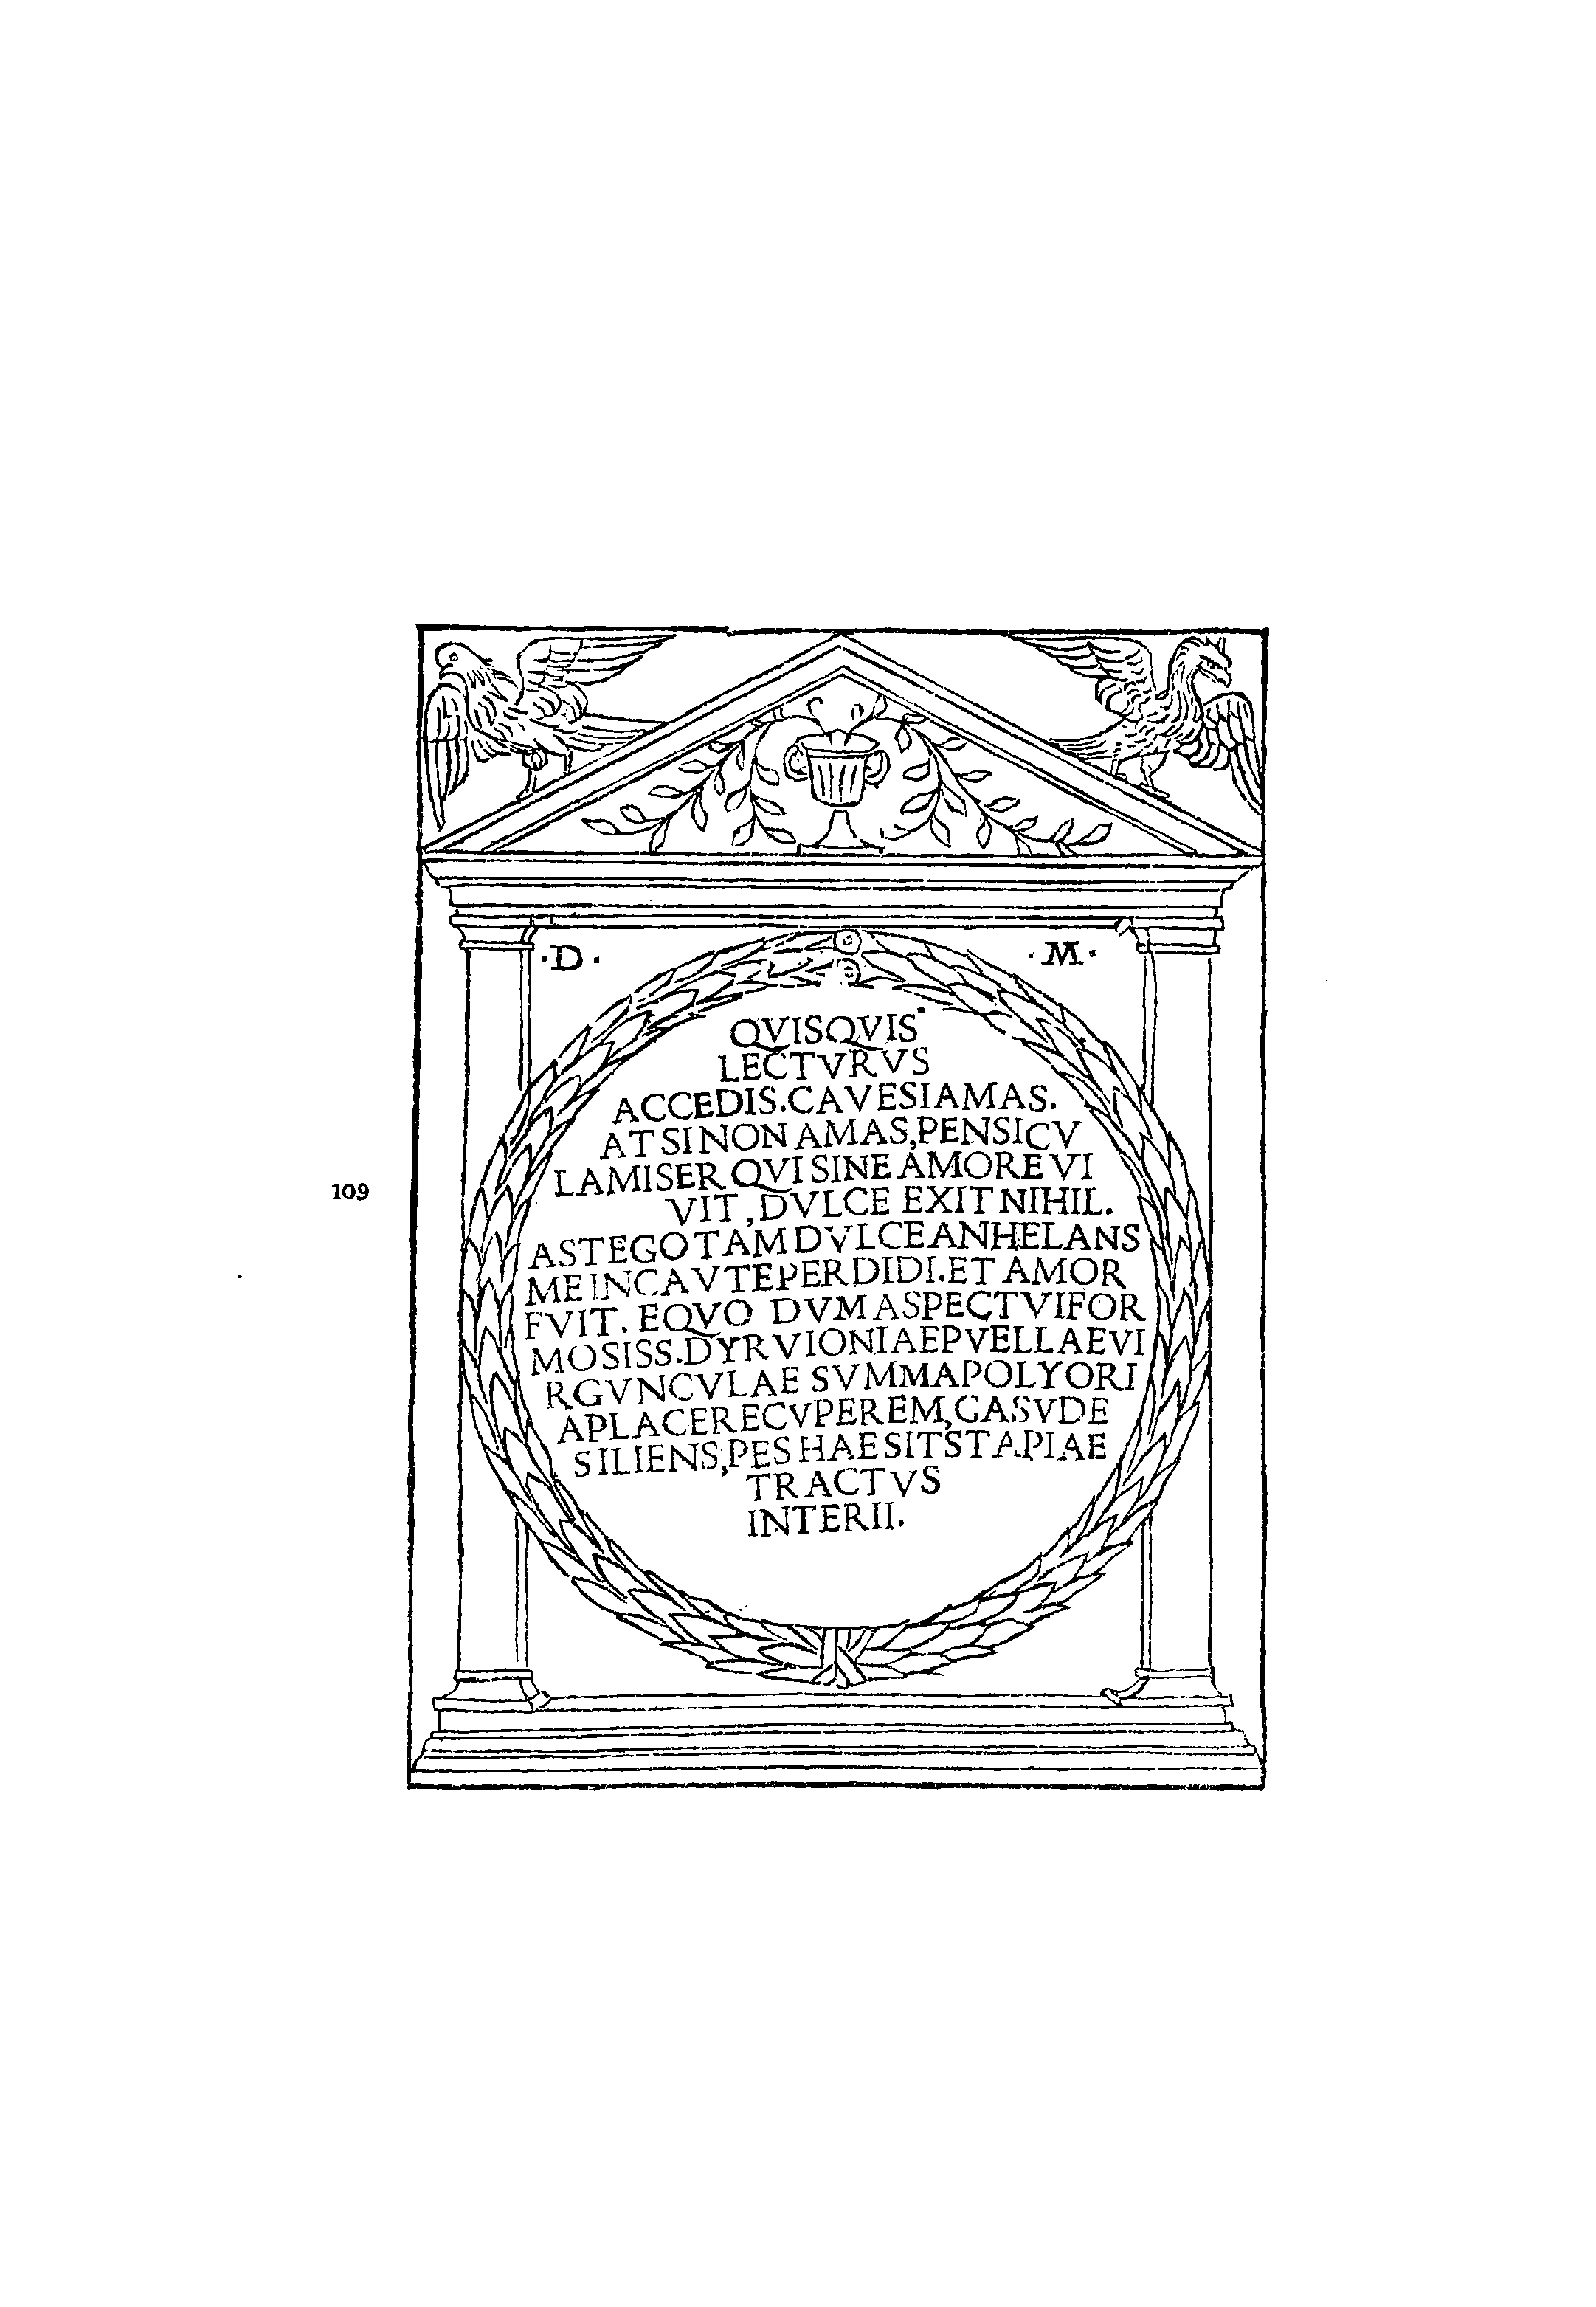 ·D· ·M·
QVISQVIS
LECTVRVS
ACCEDIS.CAVESIAMAS.
AT SI NON AMAS,PENSICV
LAMISER QVI SINE AMORE VI
VIT,DVLCE EXIT NIHIL.
AST EGO TAM DVLCE ANHELANS
ME INCAVTE PERDIDI.ET AMOR
FVIT. EQVO DVM ASPECTVI FOR
MOSISS.DYRVIONIAE PVELLAE VI
RGVNCVLAE SVMMA POLYORI
A PLACERE CVPEREM,CASV DE
SILIENS,PES HAESIT STAPIAE
TRACTVS
INTERII.
109